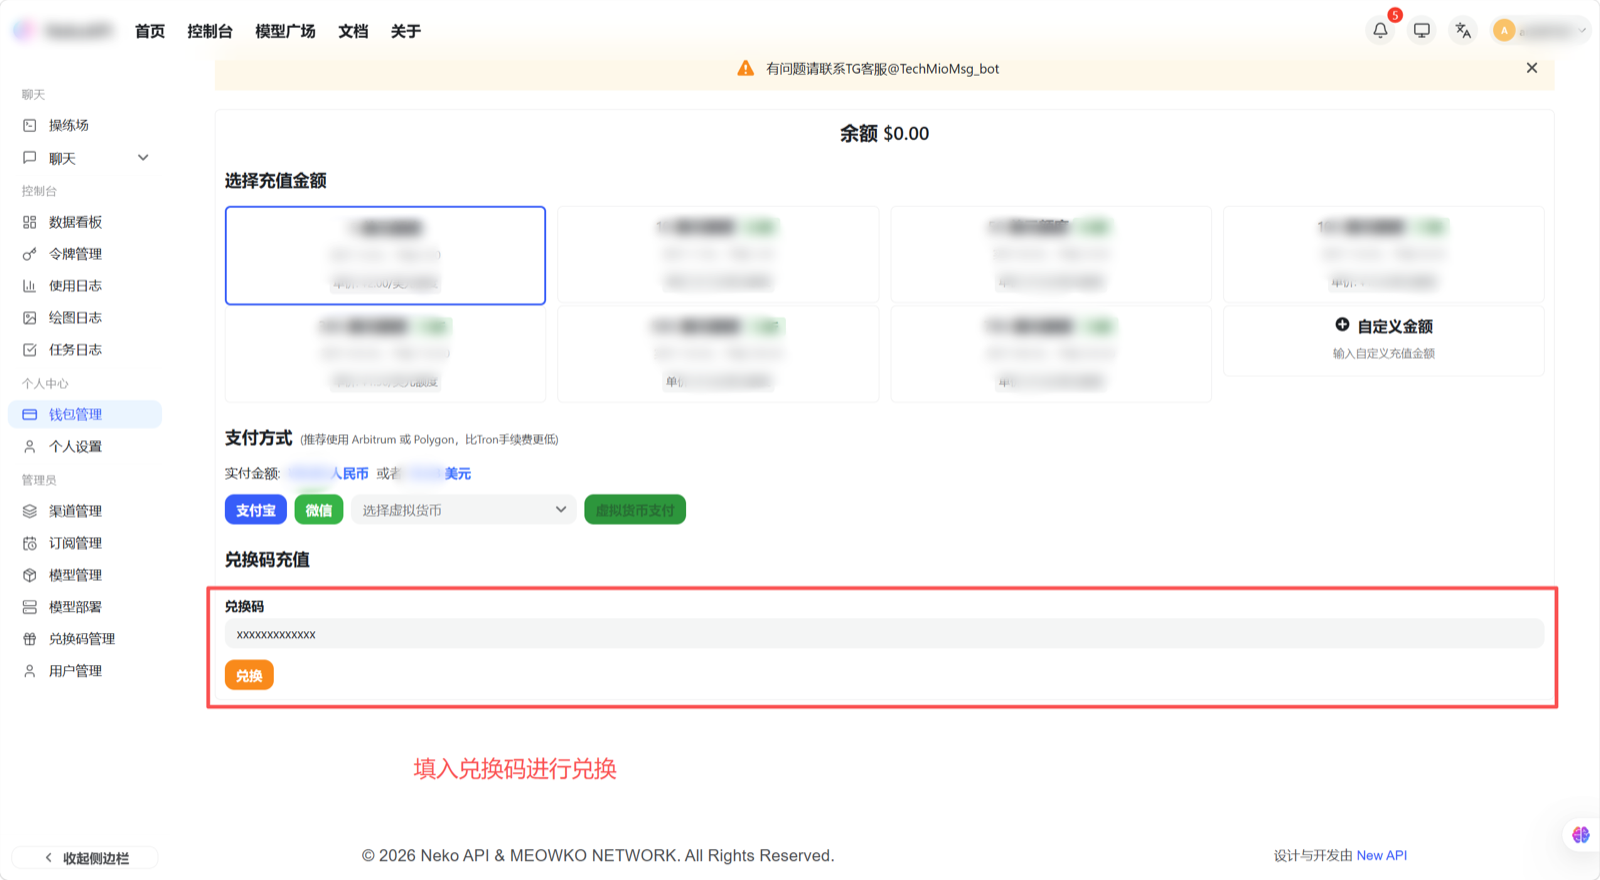 首页 控制台 模型广场 文档 关于
5
A
有问题请联系TG客服@TechMioMsg_bot
聊天
操练场
聊天
控制台
数据看板
令牌管理
使用日志
绘图日志
任务日志
个人中心
钱包管理
个人设置
管理员
渠道管理
订阅管理
模型管理
模型部署
兑换码管理
用户管理
收起侧边栏
余额 $0.00
选择充值金额
自定义金额
输入自定义充值金额
支付方式 (推荐使用 Arbitrum 或 Polygon，比Tron手续费更低)
实付金额: 人民币 或者 美元
支付宝 微信 选择虚拟货币 虚拟货币支付
兑换码充值
兑换码
xxxxxxxxxxxxx
兑换
填入兑换码进行兑换
© 2026 Neko API & MEOWKO NETWORK. All Rights Reserved.
设计与开发由 New API